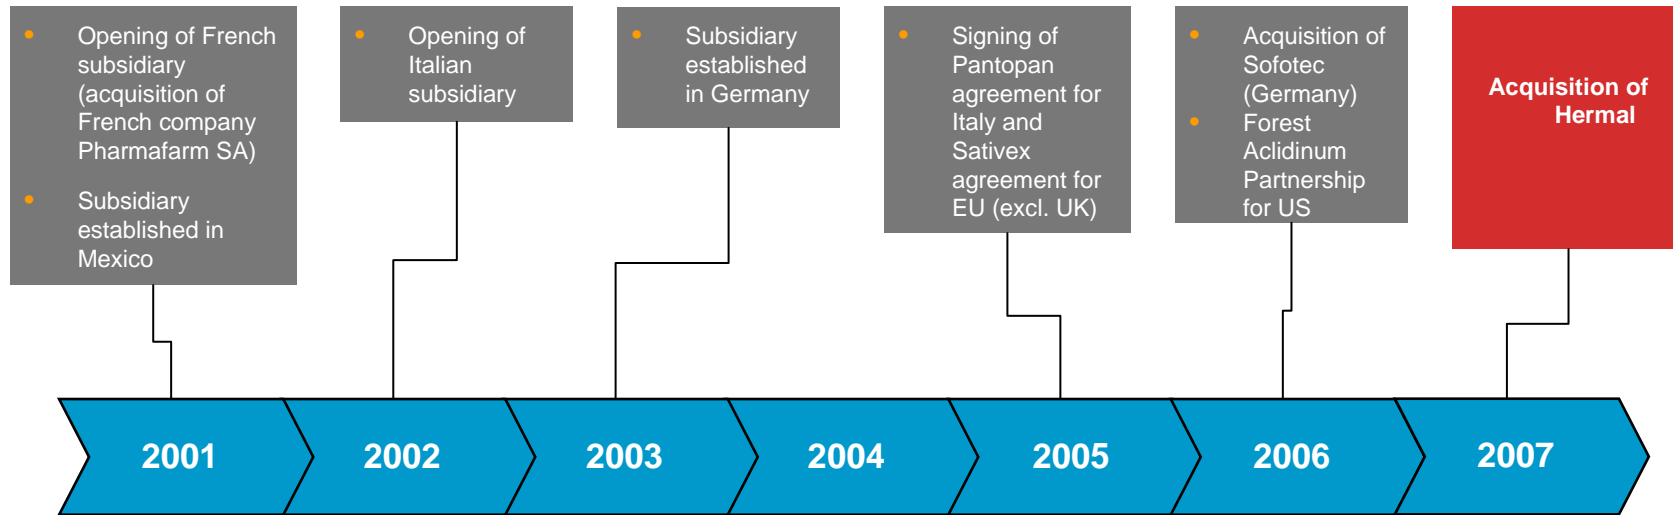 • Opening of French
subsidiary
(acquisition of
French company
Pharmafarm SA)
• Subsidiary
established in
Mexico
• Opening of
Italian
subsidiary
• Subsidiary
established
in Germany
• Signing of
Pantopan
agreement for
Italy and
Sativex
agreement for
EU (excl. UK)
• Acquisition of
Sofotec
(Germany)
• Forest
Aclidinum
Partnership
for US
Acquisition of
Hermal
2001
2002
2003
2004
2005
2006
2007